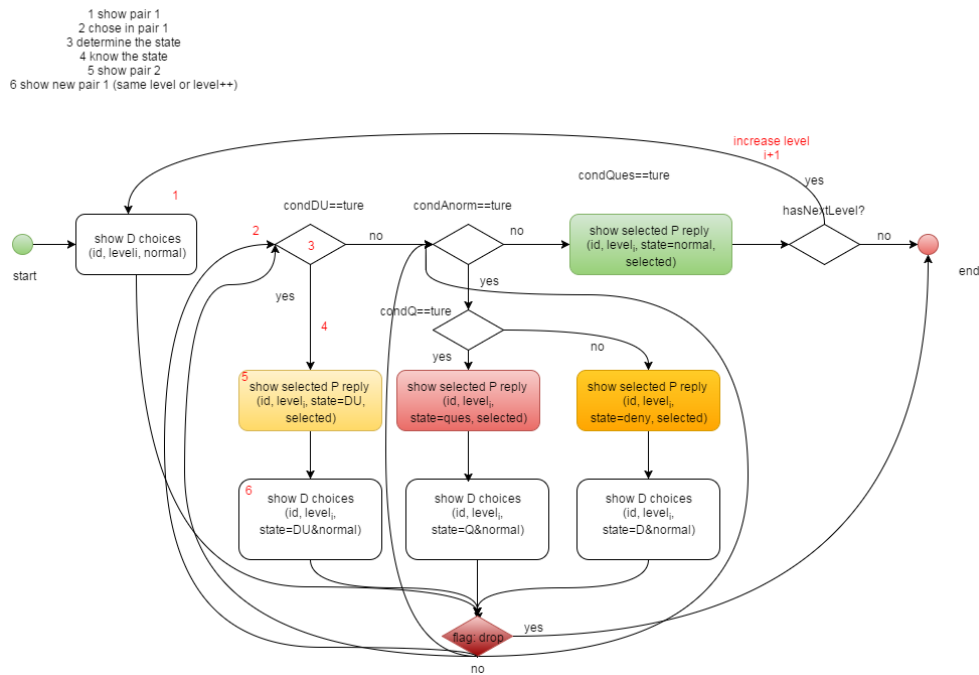 1 show pair 1
2 chose in pair 1
3 determine the state
4 know the state
5 show pair 2
6 show new pair 1 (same level or level++)
increase level
i+1
condQues==ture
yes
1
condDU==ture
condAnorm==ture
hasNextLevel?
2
show D choices
(id, leveli, normal)
3
no
no
show selected P reply
(id, levelᵢ, state=normal,
selected)
no
start
end
yes
yes
condQ==ture
4
yes
no
5
show selected P reply
(id, levelᵢ, state=DU,
selected)
show selected P reply
(id, levelᵢ,
state=ques, selected)
show selected P reply
(id, levelᵢ,
state=deny, selected)
6
show D choices
(id, levelᵢ,
state=DU&normal)
show D choices
(id, levelᵢ,
state=Q&normal)
show D choices
(id, levelᵢ,
state=D&normal)
flag: drop
yes
no